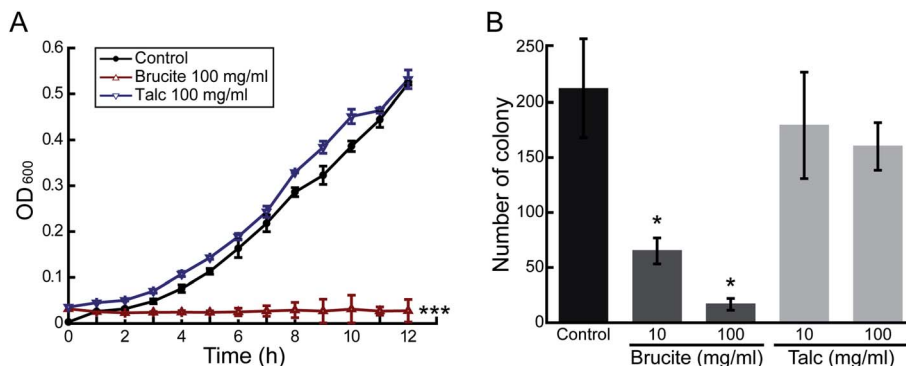 A
0.6
0.5
0.4
0.3
0.2
0.1
0
OD600
Control
Brucite 100 mg/ml
Talc 100 mg/ml
***
0 2 4 6 8 10 12
Time (h)
B
250
200
150
100
50
0
Number of colony
*
*
Control 10 100 10 100
Brucite (mg/ml) Talc (mg/ml)